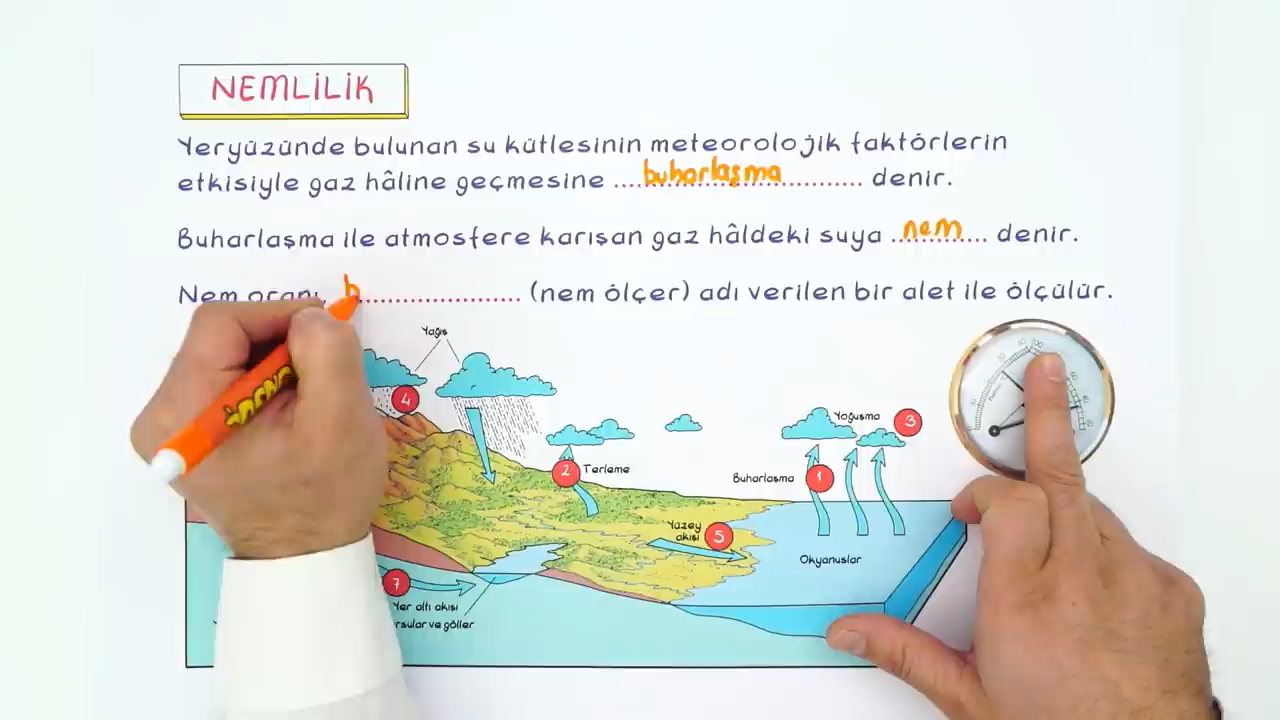 NEMLİLİK
Yeryüzünde bulunan su kütlesinin meteorolojik faktörlerin
etkisiyle gaz hâline geçmesine ....buharlaşma.... denir.
Buharlaşma ile atmosfere karışan gaz hâldeki suya ..nem... denir.
Nem oranı, h...................... (nem ölçer) adı verilen bir alet ile ölçülür.
Yağış
4
Yoğuşma 3
2 Terleme
Buharlaşma 1
Yüzey
akışı 5
Okyanuslar
7
Yer altı akışı
ve göller